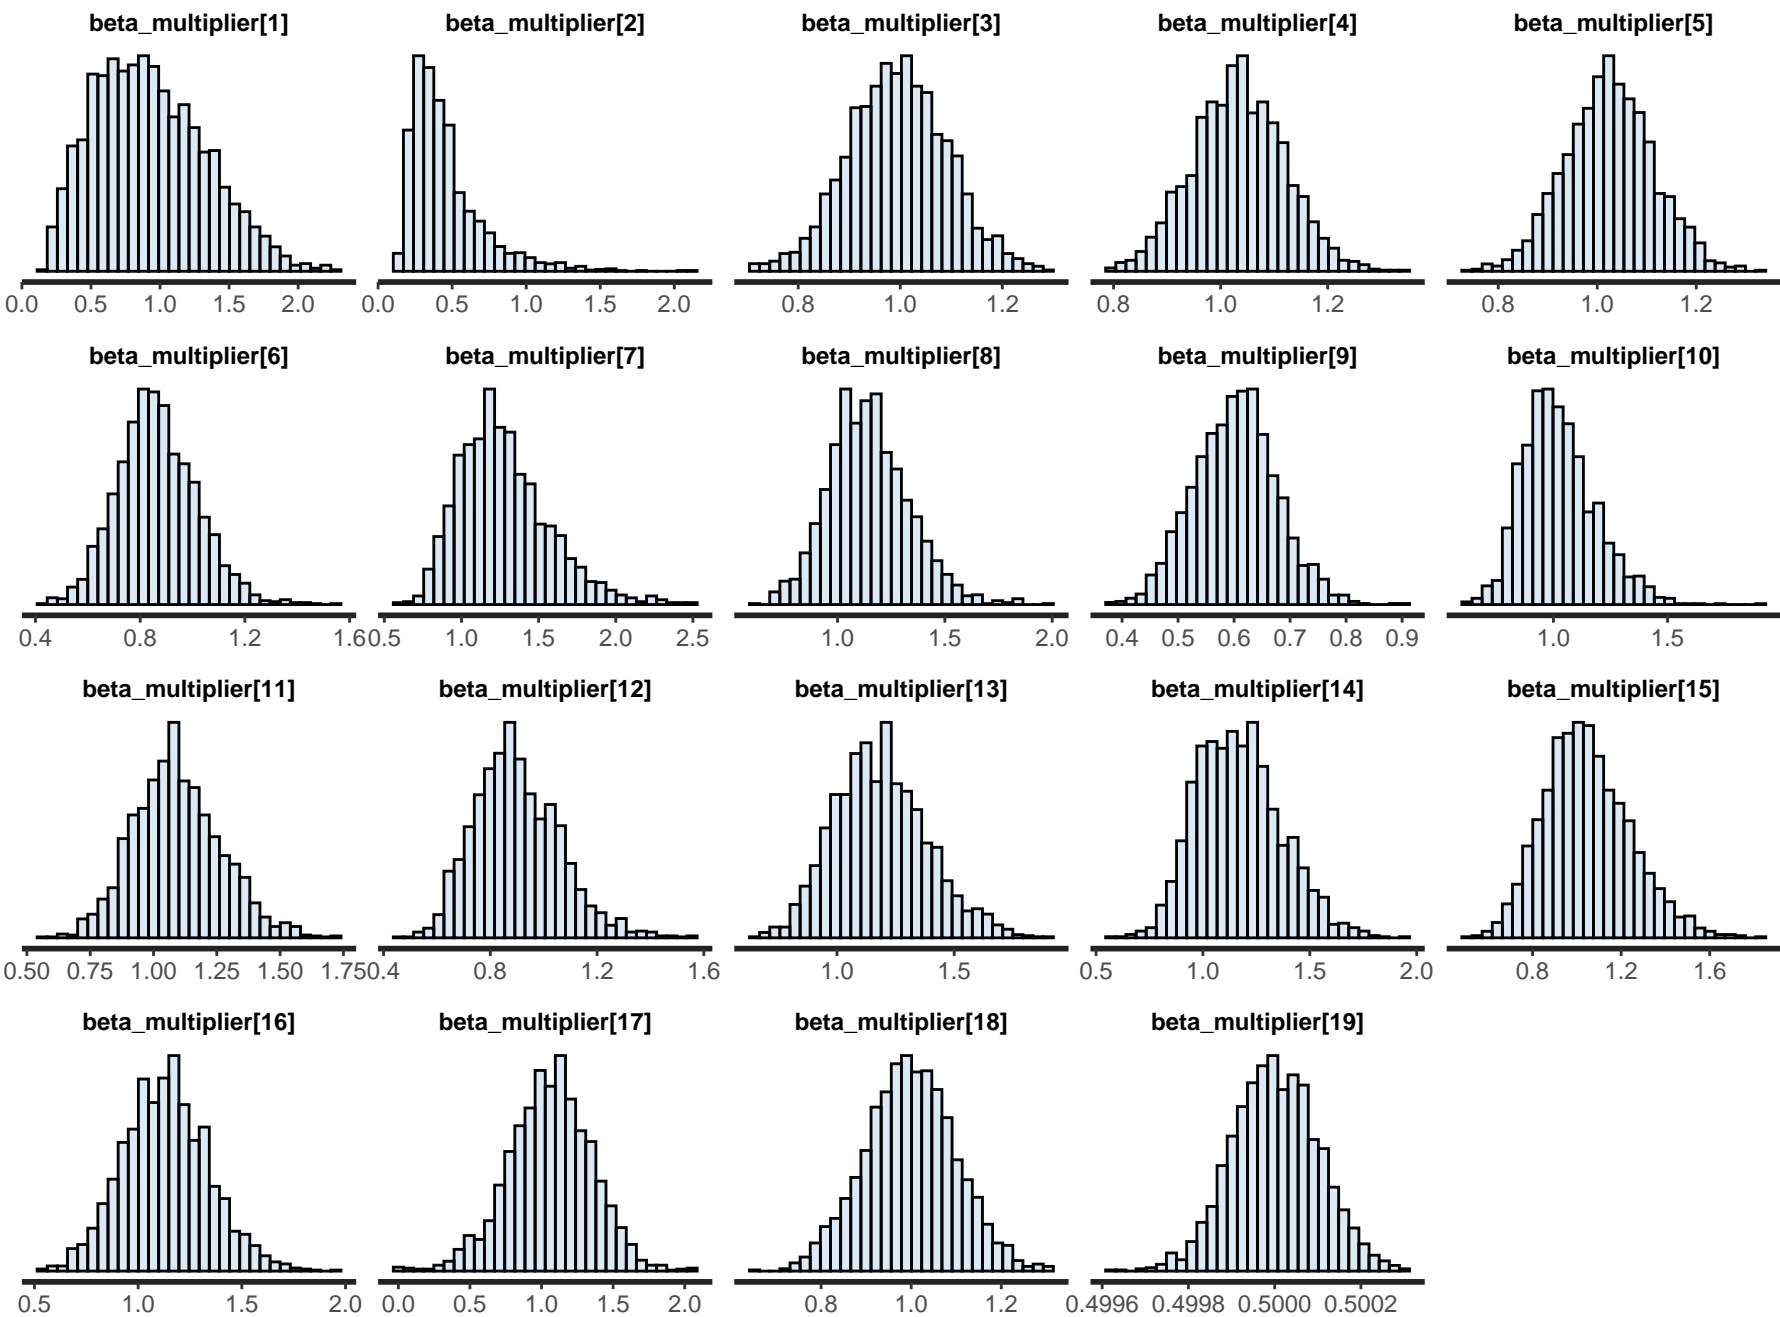 beta_multiplier[1] beta_multiplier[2] beta_multiplier[3] beta_multiplier[4] beta_multiplier[5]
0.0 0.5 1.0 1.5 2.0 0.0 0.5 1.0 1.5 2.0 0.8 1.0 1.2 0.8 1.0 1.2 0.8 1.0 1.2
beta_multiplier[6] beta_multiplier[7] beta_multiplier[8] beta_multiplier[9] beta_multiplier[10]
0.4 0.8 1.2 1.6 0.5 1.0 1.5 2.0 2.5 1.0 1.5 2.0 0.4 0.5 0.6 0.7 0.8 0.9 1.0 1.5
beta_multiplier[11] beta_multiplier[12] beta_multiplier[13] beta_multiplier[14] beta_multiplier[15]
0.50 0.75 1.00 1.25 1.50 1.75 0.4 0.8 1.2 1.6 1.0 1.5 0.5 1.0 1.5 2.0 0.8 1.2 1.6
beta_multiplier[16] beta_multiplier[17] beta_multiplier[18] beta_multiplier[19]
0.5 1.0 1.5 2.0 0.0 0.5 1.0 1.5 2.0 0.8 1.0 1.2 0.4996 0.4998 0.5000 0.5002